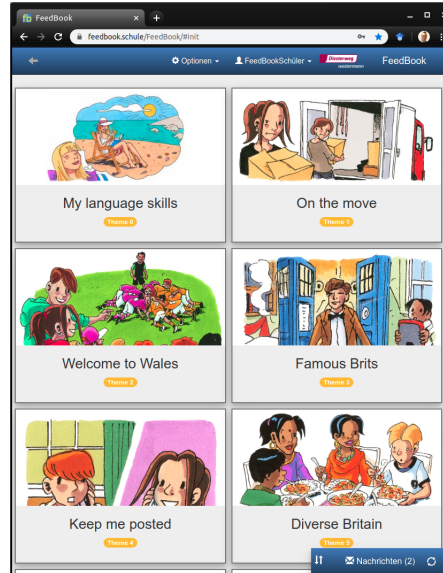 FeedBook
feedbook.schule/FeedBook/#init
Optionen
FeedBookSchüler
Diesterweg
westermann
FeedBook
My language skills
Theme 0
On the move
Theme 1
Welcome to Wales
Theme 2
Famous Brits
Theme 3
Keep me posted
Theme 4
Diverse Britain
Theme 5
Nachrichten (2)